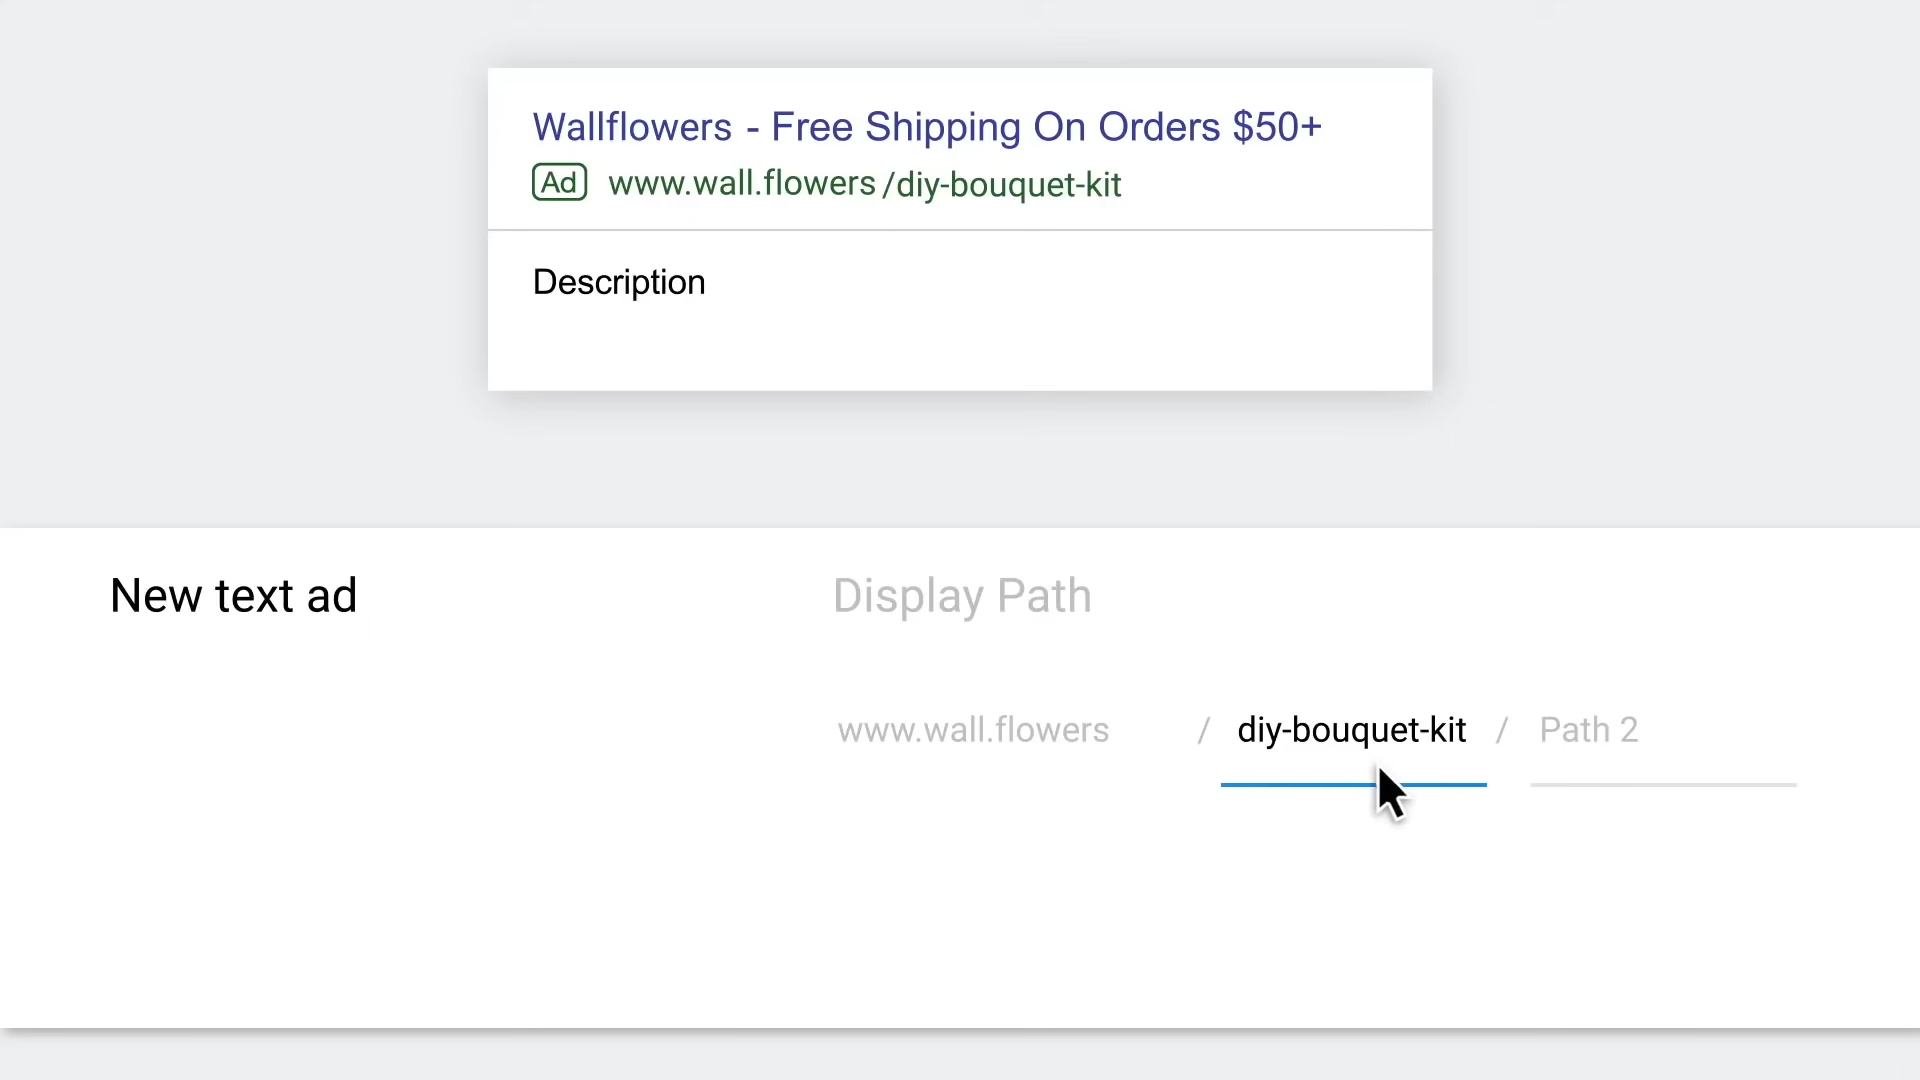 Wallflowers - Free Shipping On Orders $50+
Ad www.wall.flowers /diy-bouquet-kit
Description
New text ad
Display Path
www.wall.flowers / diy-bouquet-kit / Path 2